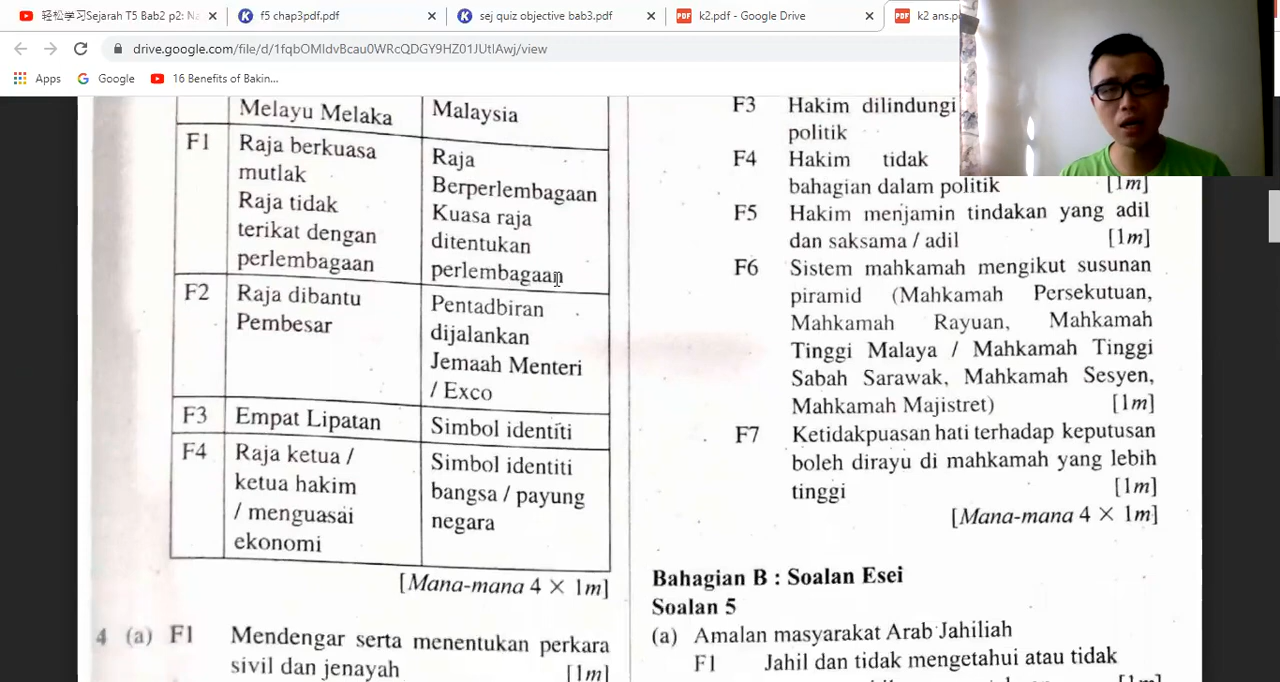 轻松学习Sejarah T5 Bab2 p2: Na
f5 chap3pdf.pdf
sej quiz objective bab3.pdf
k2.pdf - Google Drive
k2 ans.p
drive.google.com/file/d/1fqbOMIdvBcau0WRcQDGY9HZ01JUtlAwj/view
Apps
Google
16 Benefits of Bakin...
Melayu Melaka
Malaysia
F1
Raja berkuasa
mutlak
Raja tidak
terikat dengan
perlembagaan
Raja
Berperlembagaan
Kuasa raja
ditentukan
perlembagaan
F2
Raja dibantu
Pembesar
Pentadbiran
dijalankan
Jemaah Menteri
/ Exco
F3
Empat Lipatan
Simbol identiti
F4
Raja ketua /
ketua hakim
/ menguasai
ekonomi
Simbol identiti
bangsa / payung
negara
[Mana-mana 4 × 1m]
4 (a) F1 Mendengar serta menentukan perkara
sivil dan jenayah [1m]
F3 Hakim dilindungi
politik
F4 Hakim tidak
bahagian dalam politik [1m]
F5 Hakim menjamin tindakan yang adil
dan saksama / adil [1m]
F6 Sistem mahkamah mengikut susunan
piramid (Mahkamah Persekutuan,
Mahkamah Rayuan, Mahkamah
Tinggi Malaya / Mahkamah Tinggi
Sabah Sarawak, Mahkamah Sesyen,
Mahkamah Majistret) [1m]
F7 Ketidakpuasan hati terhadap keputusan
boleh dirayu di mahkamah yang lebih
tinggi [1m]
[Mana-mana 4 × 1m]
Bahagian B : Soalan Esei
Soalan 5
(a) Amalan masyarakat Arab Jahiliah
F1 Jahil dan tidak mengetahui atau tidak